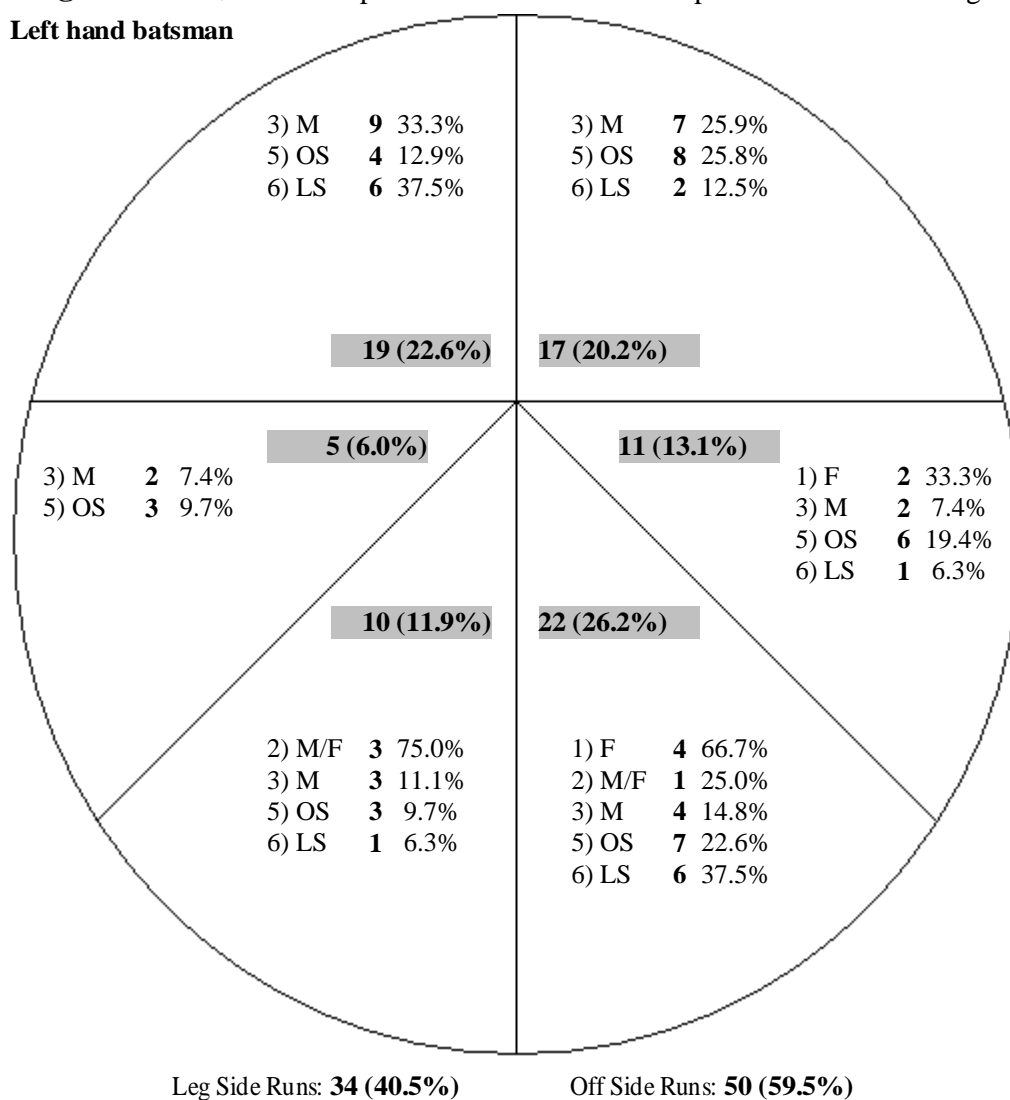 Left hand batsman
3) M 9 33.3%
5) OS 4 12.9%
6) LS 6 37.5%
3) M 7 25.9%
5) OS 8 25.8%
6) LS 2 12.5%
19 (22.6%)
17 (20.2%)
5 (6.0%)
11 (13.1%)
3) M 2 7.4%
5) OS 3 9.7%
1) F 2 33.3%
3) M 2 7.4%
5) OS 6 19.4%
6) LS 1 6.3%
10 (11.9%)
22 (26.2%)
2) M/F 3 75.0%
3) M 3 11.1%
5) OS 3 9.7%
6) LS 1 6.3%
1) F 4 66.7%
2) M/F 1 25.0%
3) M 4 14.8%
5) OS 7 22.6%
6) LS 6 37.5%
Leg Side Runs: 34 (40.5%)
Off Side Runs: 50 (59.5%)